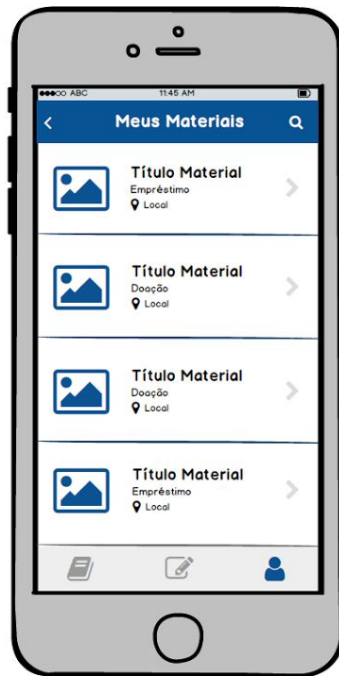 ABC 11:45 AM
Meus Materiais
Título Material
Empréstimo
Local
Título Material
Doação
Local
Título Material
Doação
Local
Título Material
Empréstimo
Local